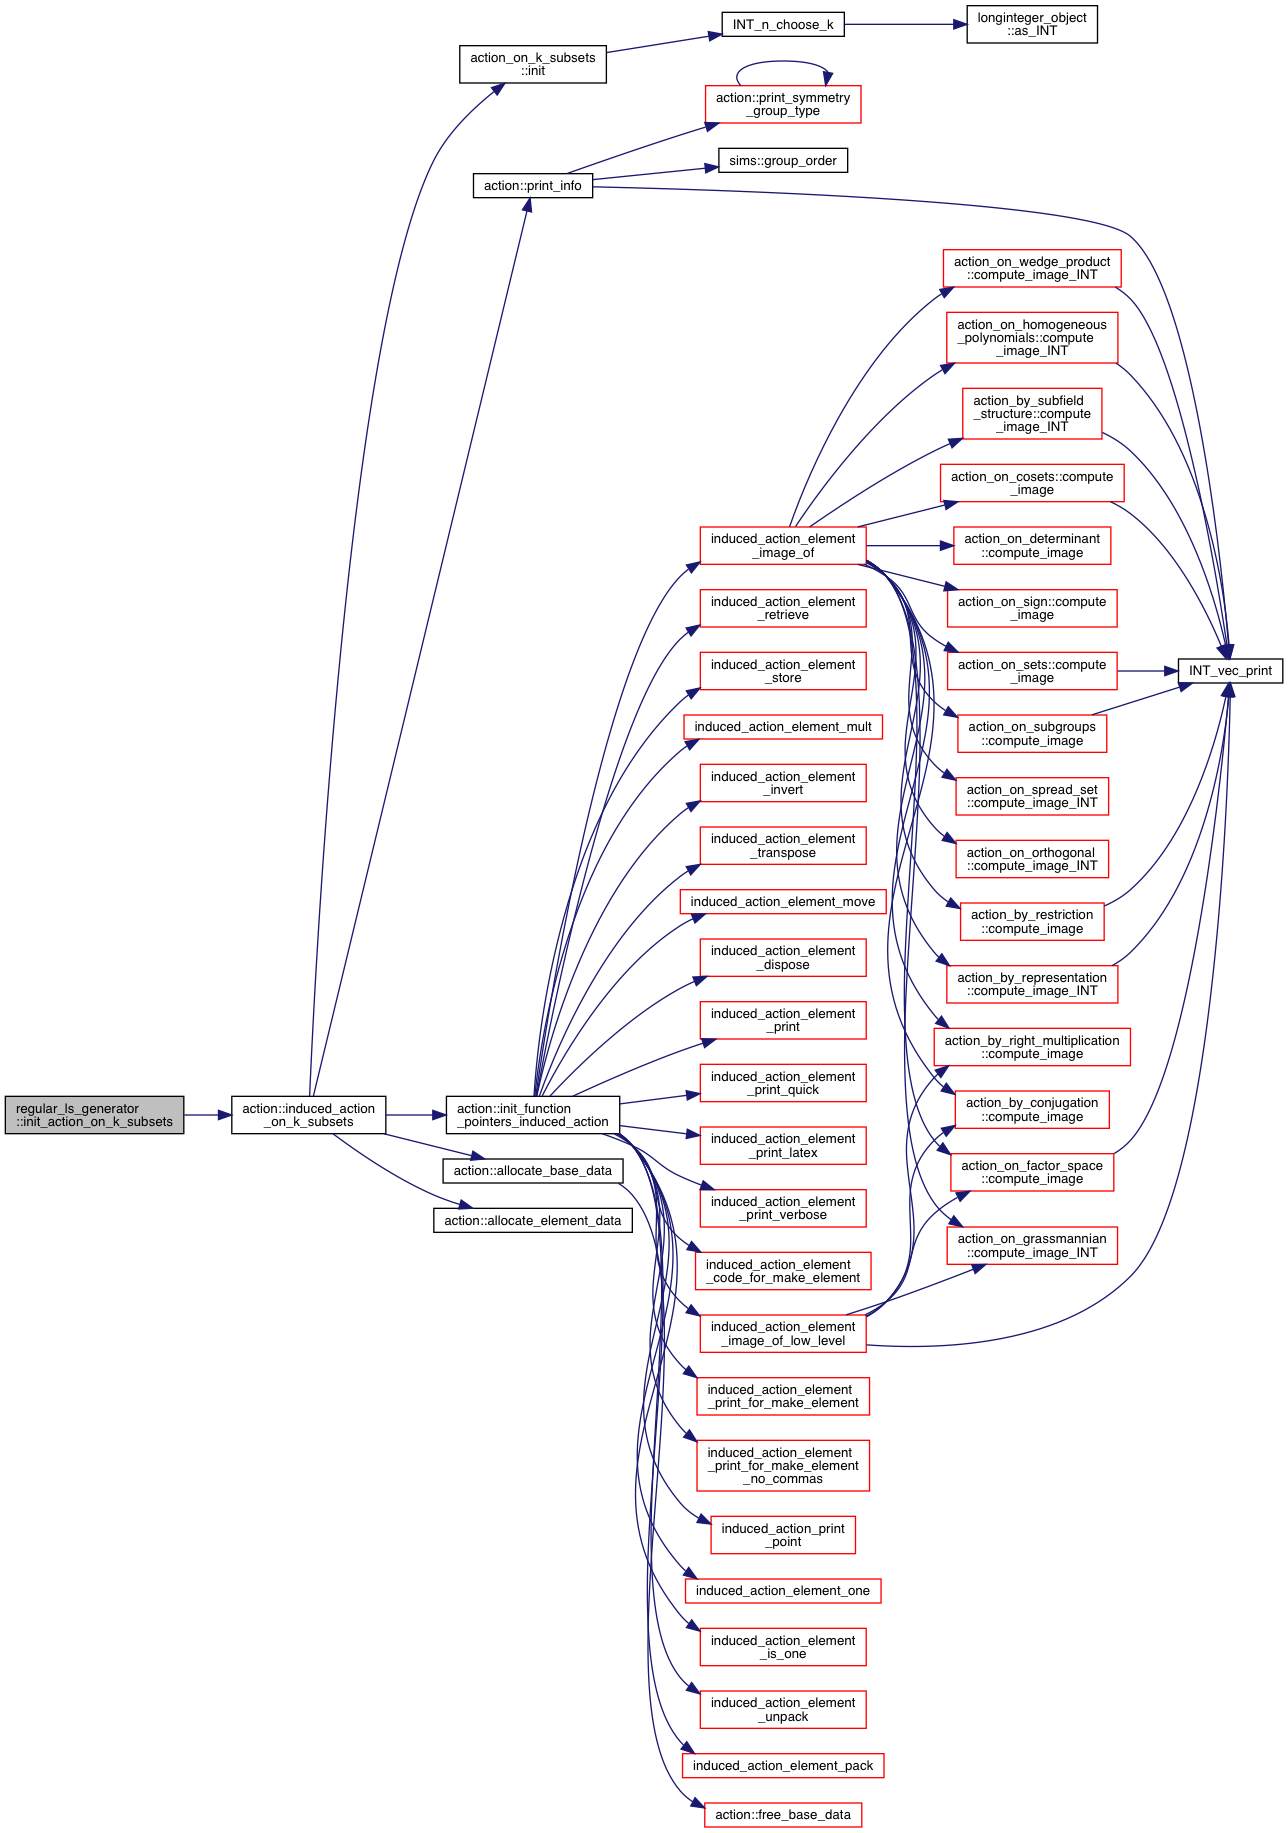 regular_ls_generator
::init_action_on_k_subsets
action::induced_action
_on_k_subsets
action_on_k_subsets
::init
action::print_info
action::init_function
_pointers_induced_action
action::allocate_base_data
action::allocate_element_data
INT_n_choose_k
action::print_symmetry
_group_type
sims::group_order
induced_action_element
_image_of
induced_action_element
_retrieve
induced_action_element
_store
induced_action_element_mult
induced_action_element
_invert
induced_action_element
_transpose
induced_action_element_move
induced_action_element
_dispose
induced_action_element
_print
induced_action_element
_print_quick
induced_action_element
_print_latex
induced_action_element
_print_verbose
induced_action_element
_code_for_make_element
induced_action_element
_image_of_low_level
induced_action_element
_print_for_make_element
induced_action_element
_print_for_make_element
_no_commas
induced_action_print
_point
induced_action_element_one
induced_action_element
_is_one
induced_action_element
_unpack
induced_action_element_pack
action::free_base_data
longinteger_object
::as_INT
action_on_wedge_product
::compute_image_INT
action_on_homogeneous
_polynomials::compute
_image_INT
action_by_subfield
_structure::compute
_image_INT
action_on_cosets::compute
_image
action_on_determinant
::compute_image
action_on_sign::compute
_image
action_on_sets::compute
_image
action_on_subgroups
::compute_image
action_on_spread_set
::compute_image_INT
action_on_orthogonal
::compute_image_INT
action_by_restriction
::compute_image
action_by_representation
::compute_image_INT
action_by_right_multiplication
::compute_image
action_by_conjugation
::compute_image
action_on_factor_space
::compute_image
action_on_grassmannian
::compute_image_INT
INT_vec_print